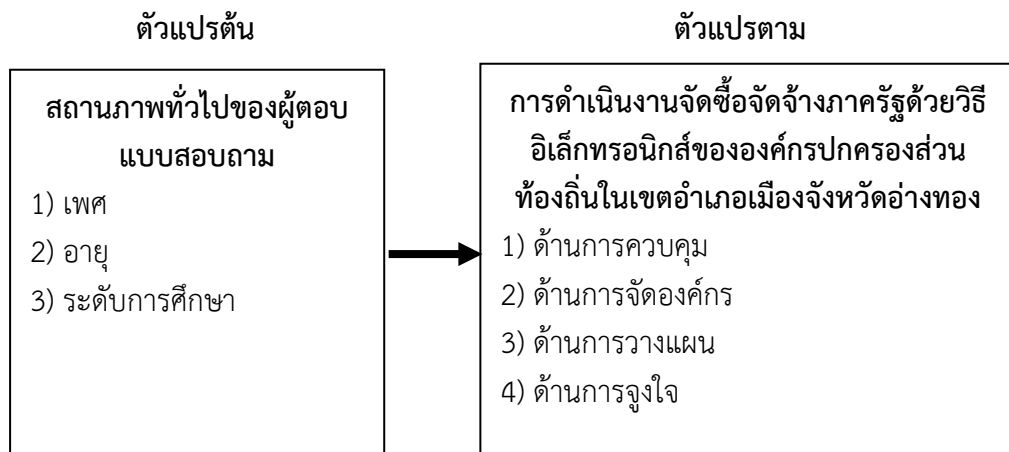 ตัวแปรต้น
ตัวแปรตาม
สถานภาพทั่วไปของผู้ตอบ
แบบสอบถาม
1) เพศ
2) อายุ
3) ระดับการศึกษา
การดำเนินงานจัดซื้อจัดจ้างภาครัฐด้วยวิธี
อิเล็กทรอนิกส์ขององค์กรปกครองส่วน
ท้องถิ่นในเขตอำเภอเมืองจังหวัดอ่างทอง
1) ด้านการควบคุม
2) ด้านการจัดองค์กร
3) ด้านการวางแผน
4) ด้านการจูงใจ